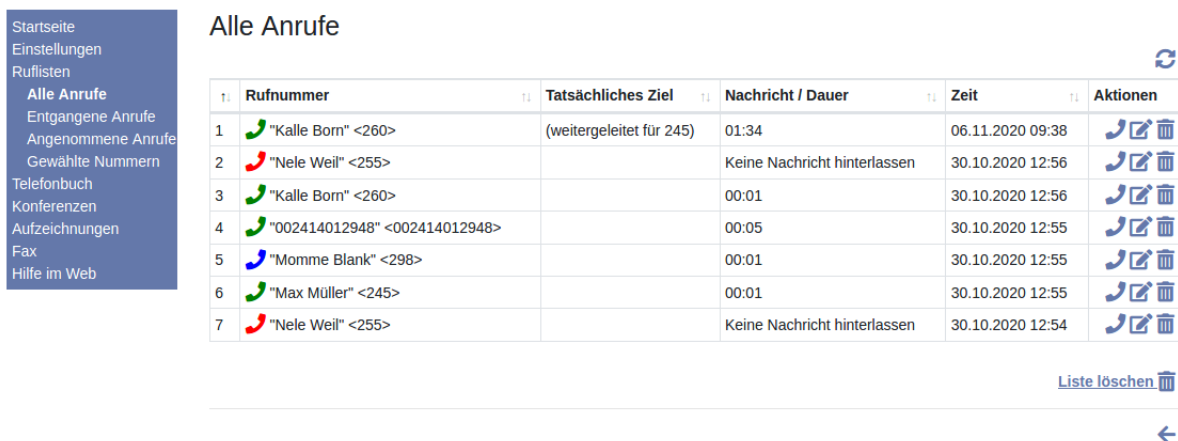 Startseite
Einstellungen
Ruflisten
Alle Anrufe
Entgangene Anrufe
Angenommene Anrufe
Gewählte Nummern
Telefonbuch
Konferenzen
Aufzeichnungen
Fax
Hilfe im Web
Alle Anrufe
Rufnummer Tatsächliches Ziel Nachricht / Dauer Zeit Aktionen
1 "Kalle Born" <260> (weitergeleitet für 245) 01:34 06.11.2020 09:38
2 "Nele Weil" <255> Keine Nachricht hinterlassen 30.10.2020 12:56
3 "Kalle Born" <260> 00:01 30.10.2020 12:56
4 "002414012948" <002414012948> 00:05 30.10.2020 12:55
5 "Momme Blank" <298> 00:01 30.10.2020 12:55
6 "Max Müller" <245> 00:01 30.10.2020 12:55
7 "Nele Weil" <255> Keine Nachricht hinterlassen 30.10.2020 12:54
Liste löschen